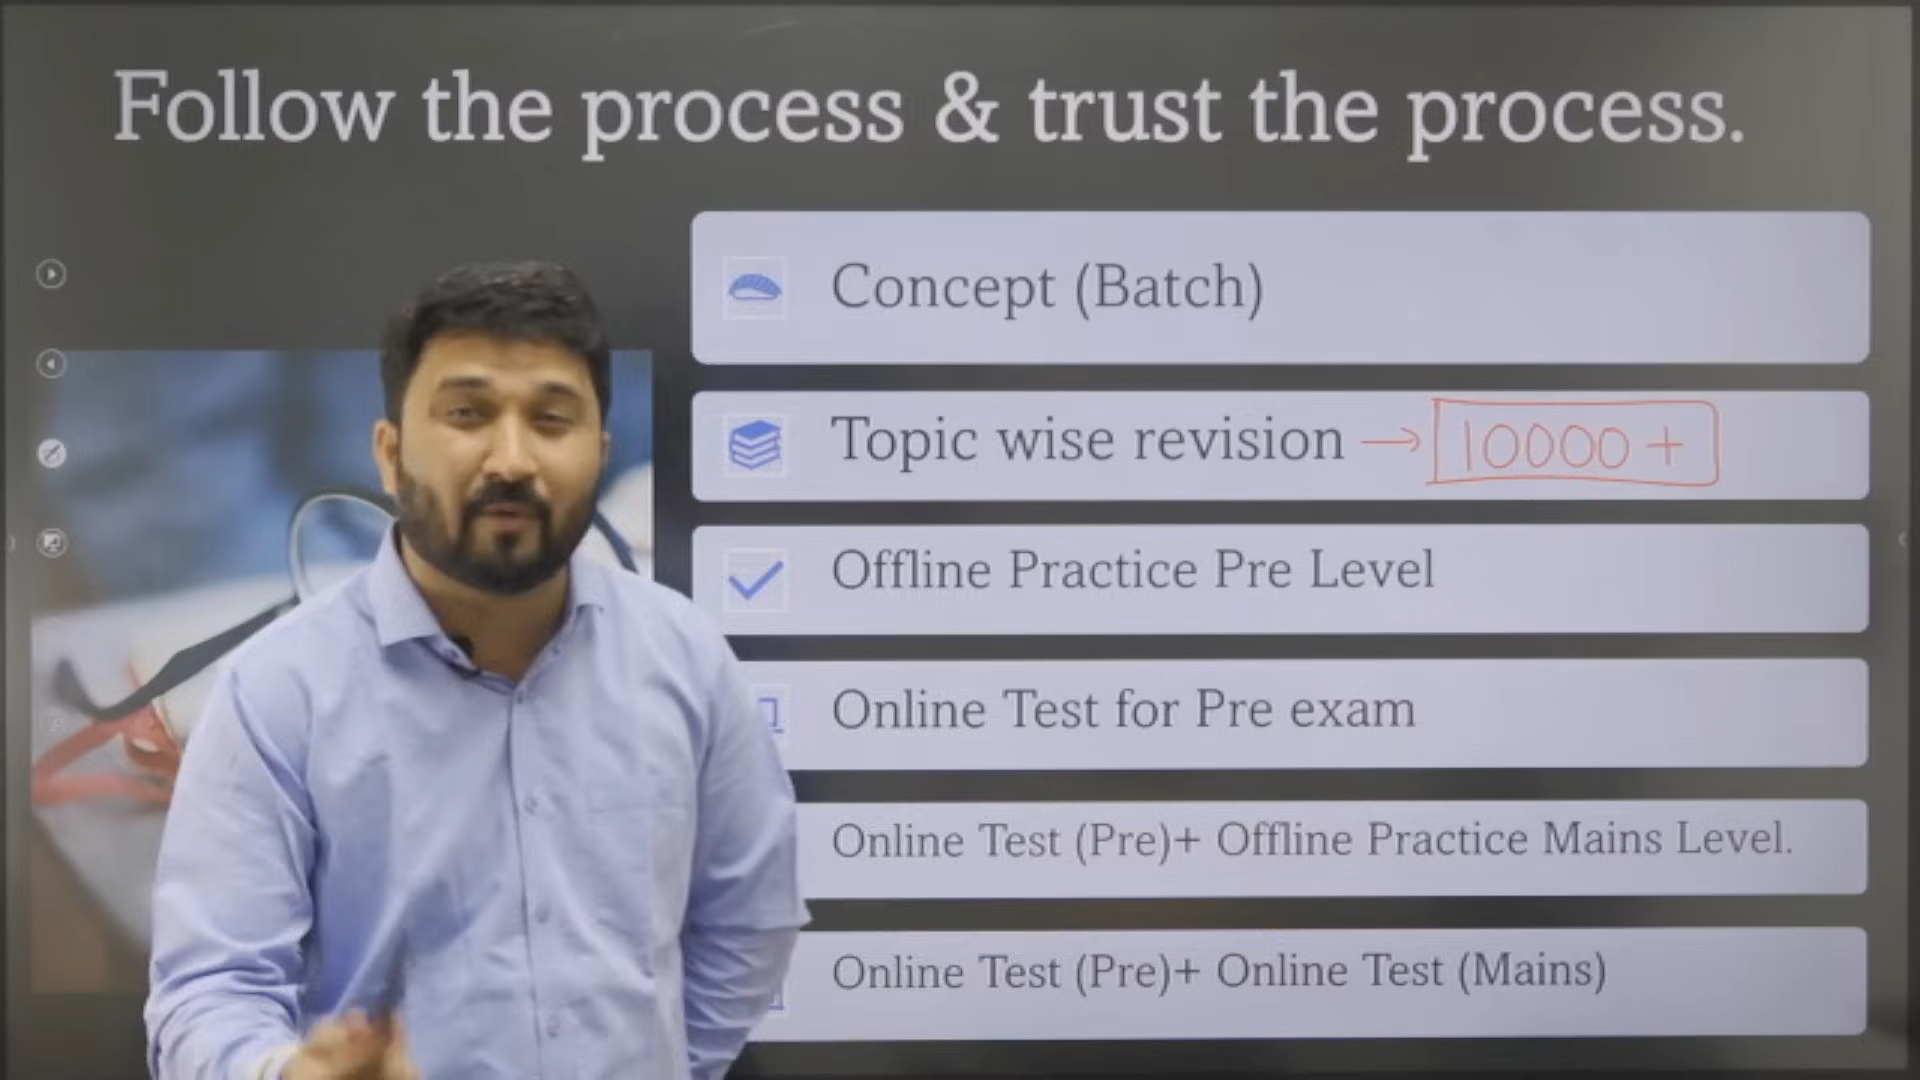 Follow the process & trust the process.
Concept (Batch)
Topic wise revision → 10000+
Offline Practice Pre Level
Online Test for Pre exam
Online Test (Pre)+ Offline Practice Mains Level.
Online Test (Pre)+ Online Test (Mains)